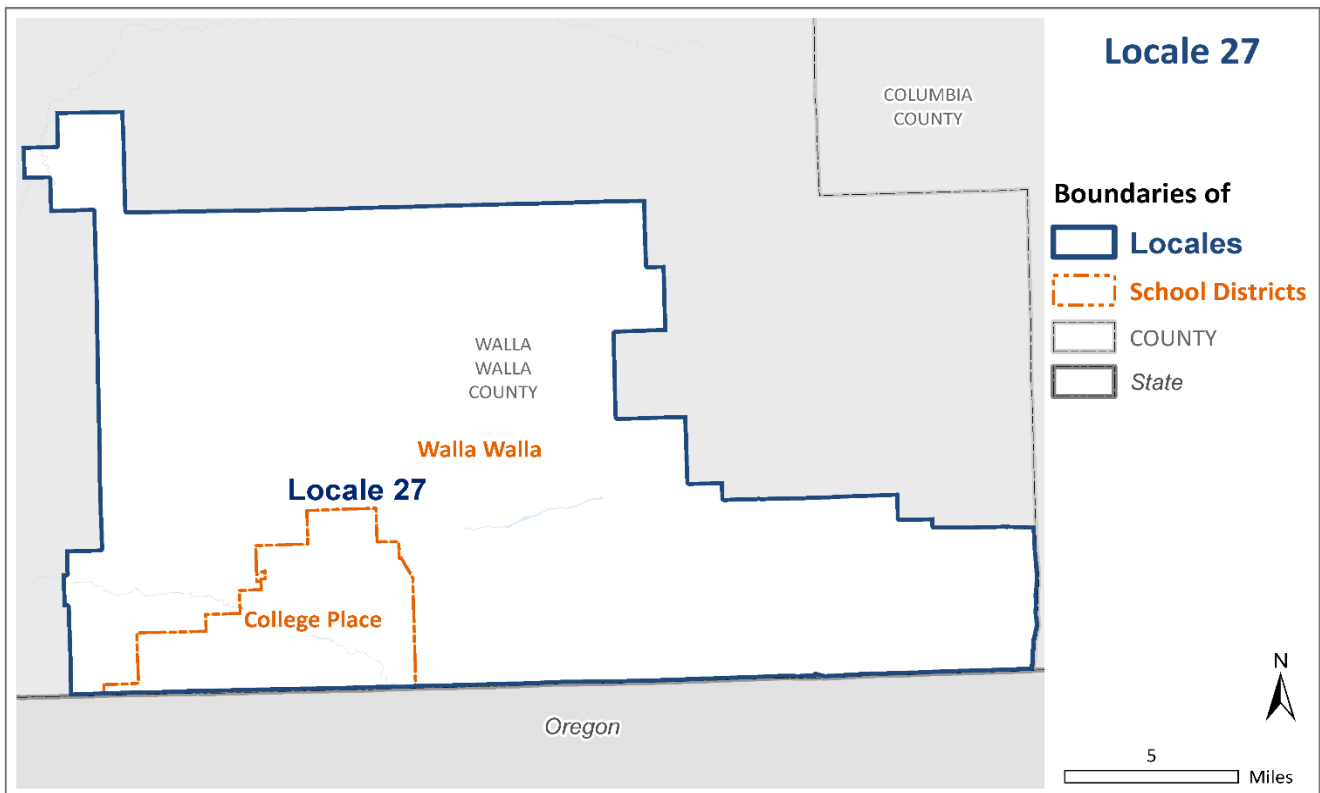 Locale 27
COLUMBIA
COUNTY
Boundaries of
Locales
School Districts
COUNTY
State
WALLA
WALLA
COUNTY
Walla Walla
Locale 27
College Place
Oregon
N
5
Miles